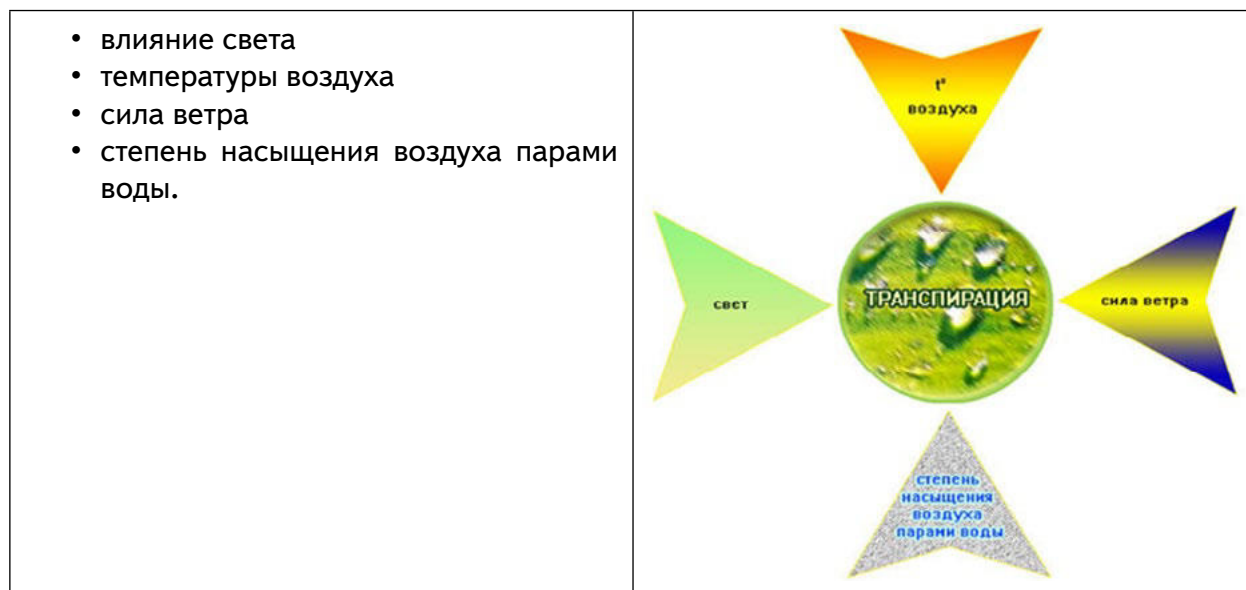 • влияние света
• температуры воздуха
• сила ветра
• степень насыщения воздуха парами
воды.
t°
воздуха
свет
ТРАНСПИРАЦИЯ
сила ветра
степень
насыщения
воздуха
парами воды